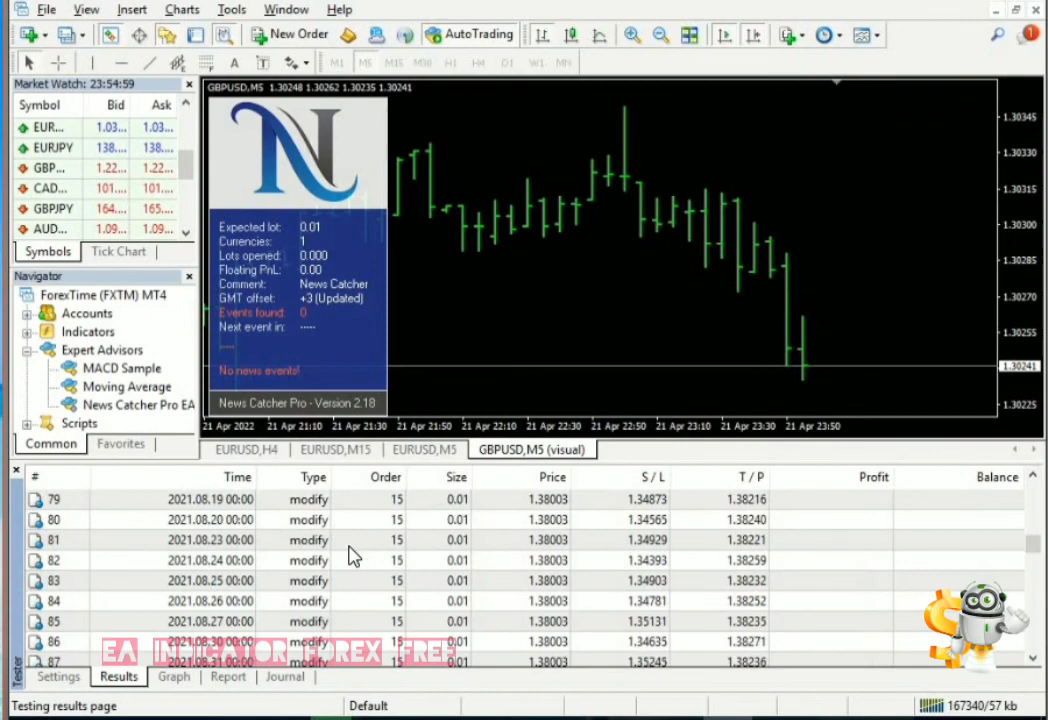 File View Insert Charts Tools Window Help
New Order AutoTrading
A T M1 M5 M15 M30 H1 H4 D1 W1 MN
Market Watch: 23:54:59
Symbol Bid Ask
EUR... 1.03... 1.03...
EURJPY 138.... 138....
GBP... 1.22... 1.22...
CAD... 101.... 101....
GBPJPY 164.... 165....
AUD... 1.09... 1.09...
Symbols Tick Chart
Navigator
ForexTime (FXTM) MT4
Accounts
Indicators
Expert Advisors
MACD Sample
Moving Average
News Catcher Pro EA
Scripts
Common Favorites
GBPUSD,M5 1.30248 1.30262 1.30235 1.30241
N
Expected lot: 0.01
Currencies: 1
Lots opened: 0.000
Floating PnL: 0.00
Comment: News Catcher
GMT offset: +3 (Updated)
Events found: 0
Next event in: -----
-----
No news events!
News Catcher Pro - Version 2.18
1.30345
1.30330
1.30315
1.30300
1.30285
1.30270
1.30255
1.30241
1.30225
21 Apr 2022 21 Apr 21:10 21 Apr 21:30 21 Apr 21:50 21 Apr 22:10 21 Apr 22:30 21 Apr 22:50 21 Apr 23:10 21 Apr 23:30 21 Apr 23:50
EURUSD,H4 EURUSD,M15 EURUSD,M5 GBPUSD,M5 (visual)
# Time Type Order Size Price S / L T / P Profit Balance
79 2021.08.19 00:00 modify 15 0.01 1.38003 1.34873 1.38216
80 2021.08.20 00:00 modify 15 0.01 1.38003 1.34565 1.38240
81 2021.08.23 00:00 modify 15 0.01 1.38003 1.34929 1.38221
82 2021.08.24 00:00 modify 15 0.01 1.38003 1.34393 1.38259
83 2021.08.25 00:00 modify 15 0.01 1.38003 1.34903 1.38232
84 2021.08.26 00:00 modify 15 0.01 1.38003 1.34781 1.38252
85 2021.08.27 00:00 modify 15 0.01 1.38003 1.35131 1.38235
86 2021.08.30 00:00 modify 15 0.01 1.38003 1.34635 1.38271
87 2021.08.31 00:00 modify 15 0.01 1.38003 1.35245 1.38236
EA INDICATOR FOREX FREE
Tester
Settings Results Graph Report Journal
Testing results page Default 167340/57 kb